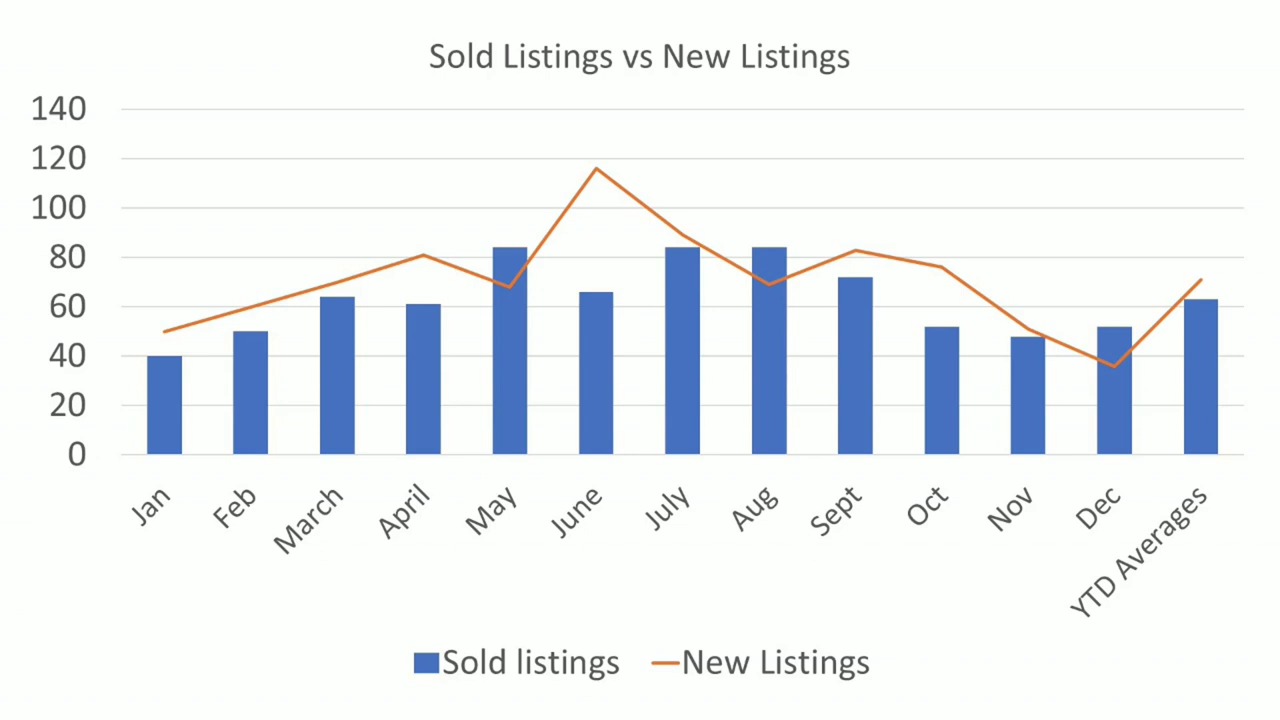 Sold Listings vs New Listings
140
120
100
80
60
40
20
0
Jan
Feb
March
April
May
June
July
Aug
Sept
Oct
Nov
Dec
YTD Averages
Sold listings
New Listings